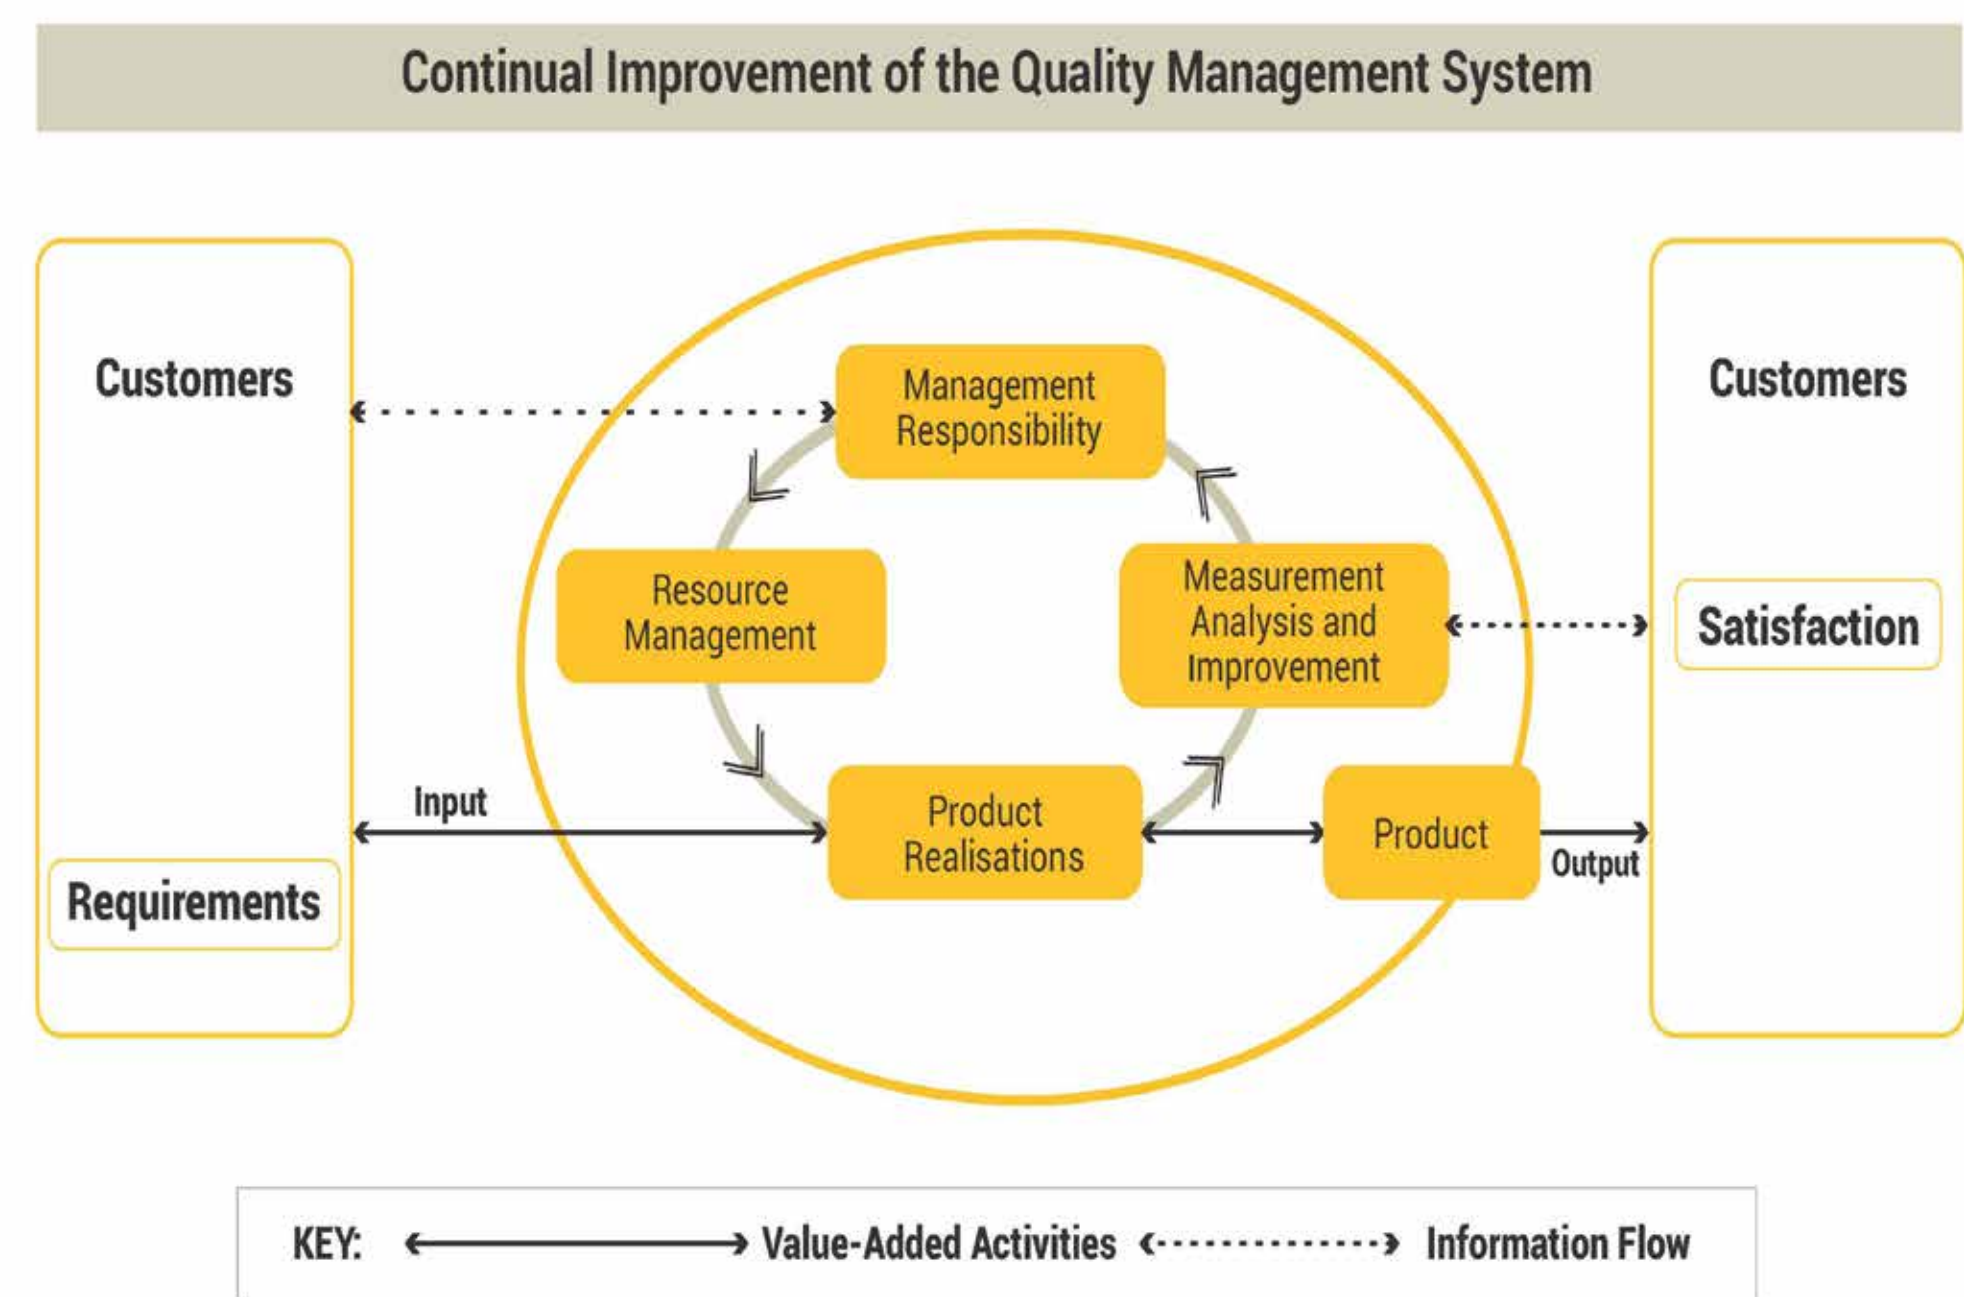 Continual Improvement of the Quality Management System
Customers
Requirements
Input
Management
Responsibility
Resource
Management
Measurement
Analysis and
Improvement
Product
Realisations
Product
Output
Customers
Satisfaction
KEY: Value-Added Activities Information Flow